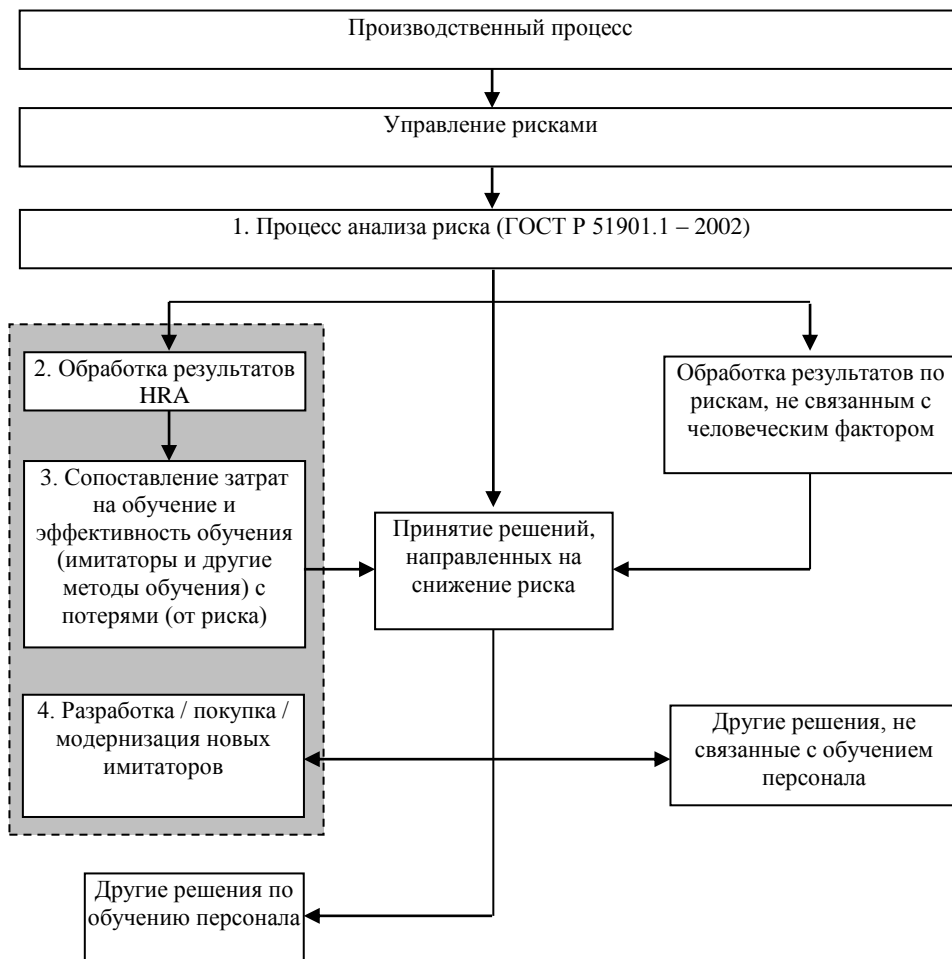 Производственный процесс
Управление рисками
1. Процесс анализа риска (ГОСТ Р 51901.1 – 2002)
2. Обработка результатов
HRA
Обработка результатов по
рискам, не связанным с
человеческим фактором
3. Сопоставление затрат
на обучение и
эффективность обучения
(имитаторы и другие
методы обучения) с
потерями (от риска)
Принятие решений,
направленных на
снижение риска
4. Разработка / покупка /
модернизация новых
имитаторов
Другие решения, не
связанные с обучением
персонала
Другие решения по
обучению персонала